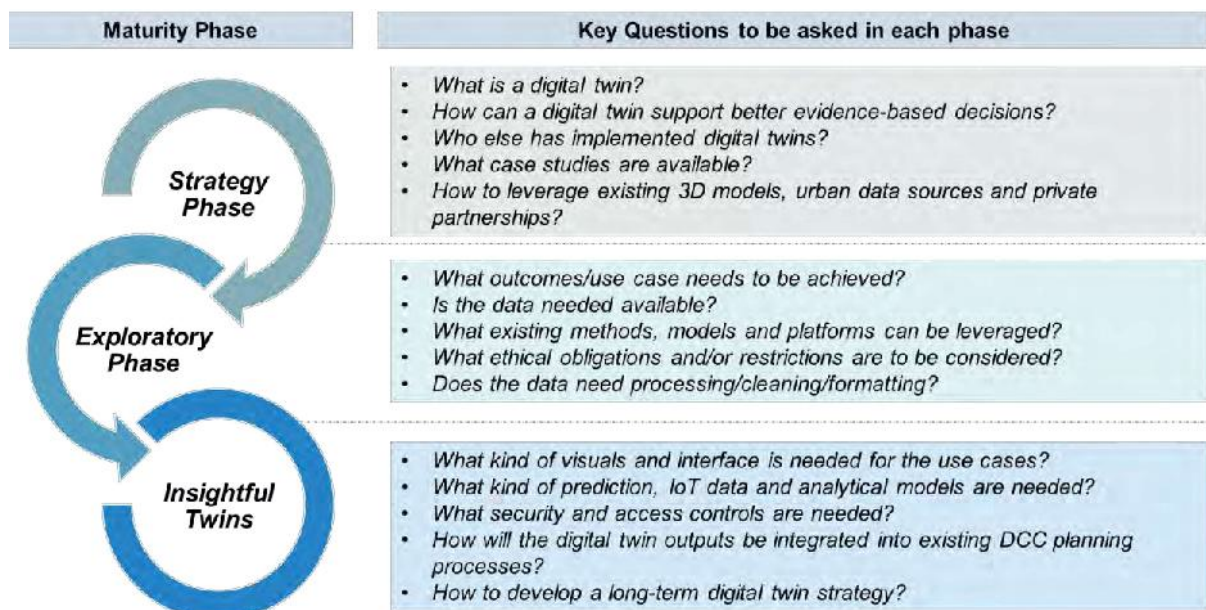 Maturity Phase
Key Questions to be asked in each phase
Strategy
Phase
• What is a digital twin?
• How can a digital twin support better evidence-based decisions?
• Who else has implemented digital twins?
• What case studies are available?
• How to leverage existing 3D models, urban data sources and private
partnerships?
Exploratory
Phase
• What outcomes/use case needs to be achieved?
• Is the data needed available?
• What existing methods, models and platforms can be leveraged?
• What ethical obligations and/or restrictions are to be considered?
• Does the data need processing/cleaning/formatting?
Insightful
Twins
• What kind of visuals and interface is needed for the use cases?
• What kind of prediction, IoT data and analytical models are needed?
• What security and access controls are needed?
• How will the digital twin outputs be integrated into existing DCC planning
processes?
• How to develop a long-term digital twin strategy?